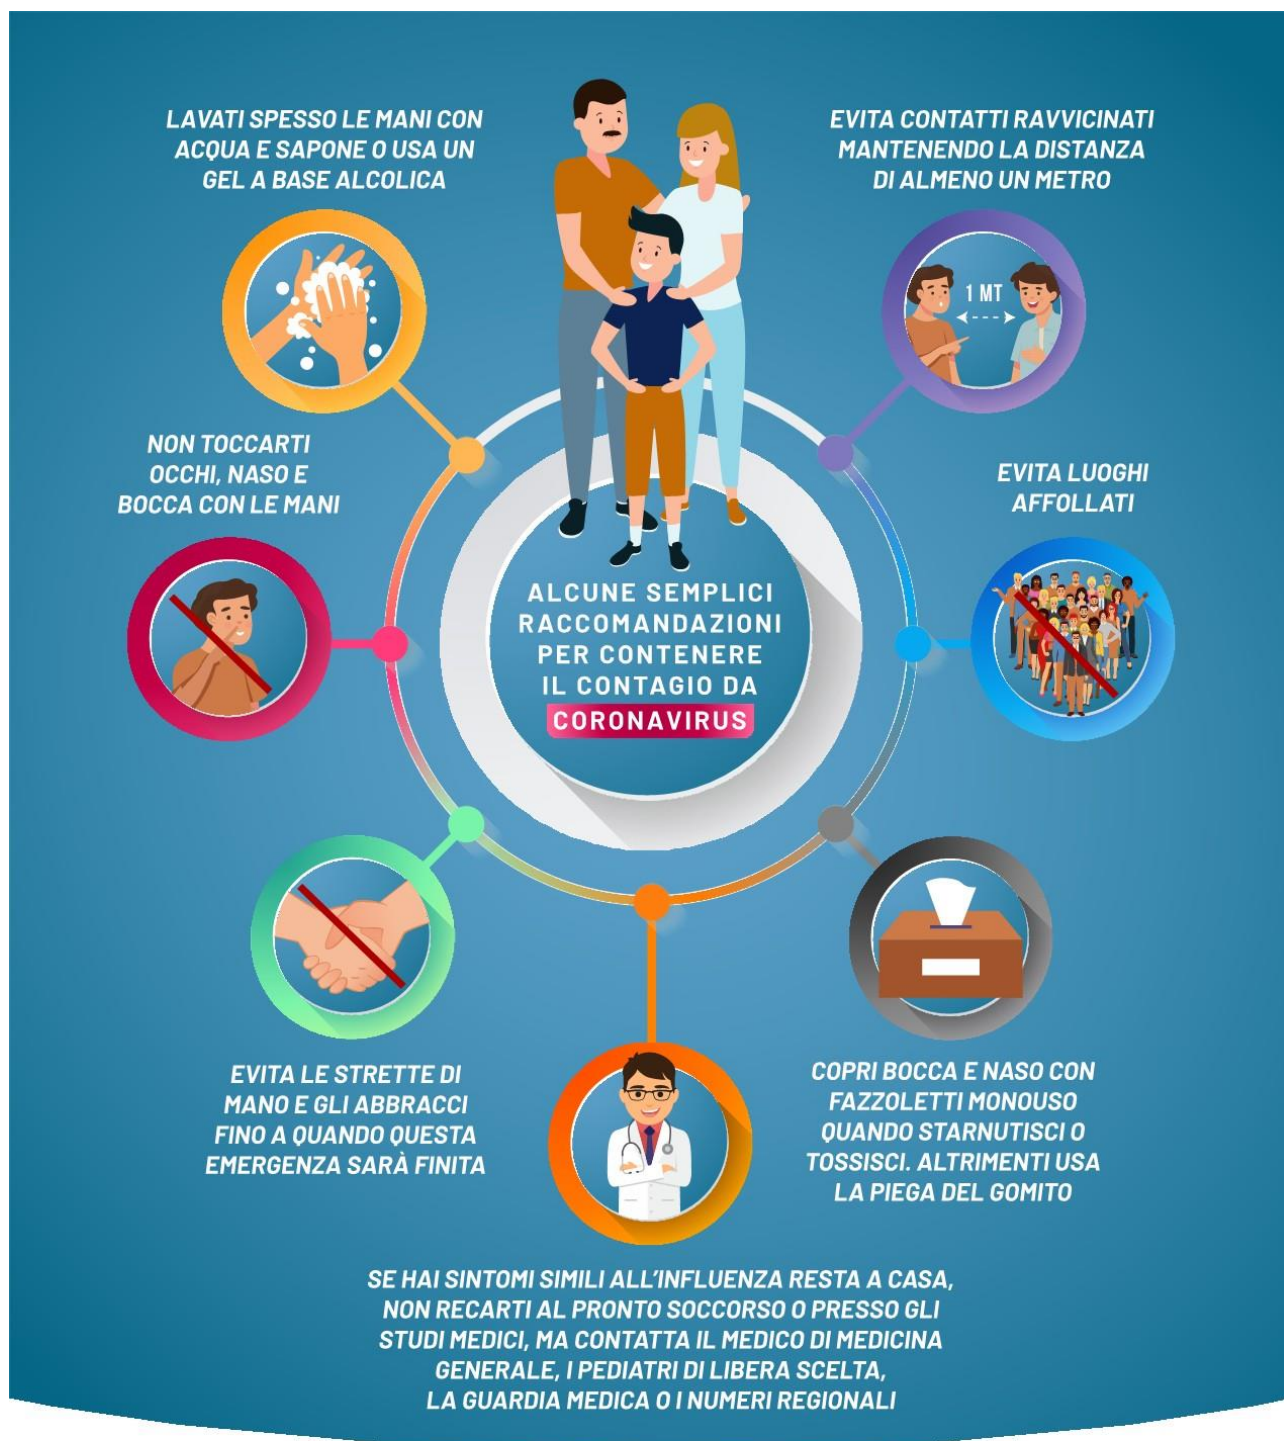 LAVATI SPESSO LE MANI CON
ACQUA E SAPONE O USA UN
GEL A BASE ALCOLICA
EVITA CONTATTI RAVVICINATI
MANTENENDO LA DISTANZA
DI ALMENO UN METRO
1 MT
NON TOCCARTI
OCCHI, NASO E
BOCCA CON LE MANI
EVITA LUOGHI
AFFOLLATI
ALCUNE SEMPLICI
RACCOMANDAZIONI
PER CONTENERE
IL CONTAGIO DA
CORONAVIRUS
EVITA LE STRETTE DI
MANO E GLI ABBRACCI
FINO A QUANDO QUESTA
EMERGENZA SARÀ FINITA
COPRI BOCCA E NASO CON
FAZZOLETTI MONOUSO
QUANDO STARNUTISCI O
TOSSISCI. ALTRIMENTI USA
LA PIEGA DEL GOMITO
SE HAI SINTOMI SIMILI ALL'INFLUENZA RESTA A CASA,
NON RECARTI AL PRONTO SOCCORSO O PRESSO GLI
STUDI MEDICI, MA CONTATTA IL MEDICO DI MEDICINA
GENERALE, I PEDIATRI DI LIBERA SCELTA,
LA GUARDIA MEDICA O I NUMERI REGIONALI